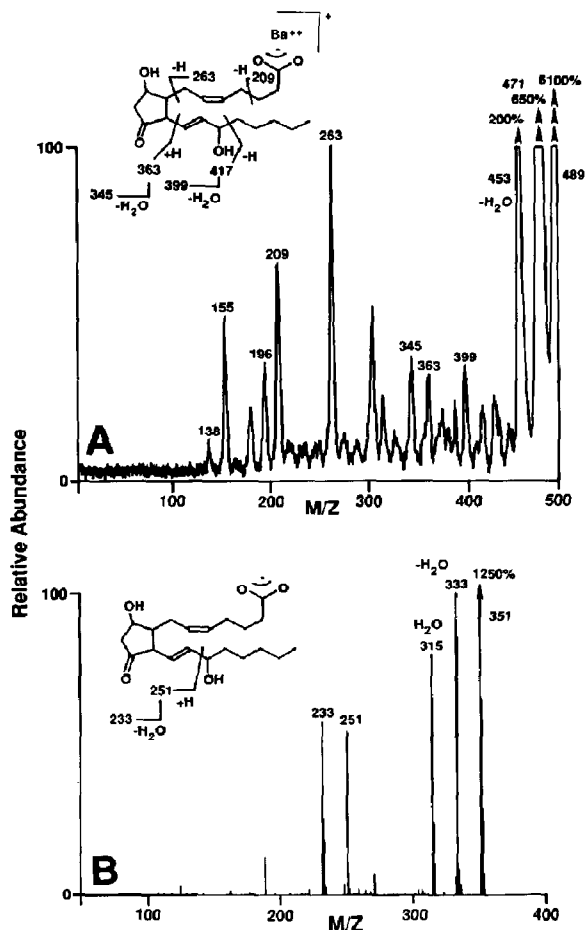 Ba++
+
O O
OH
-H 263
-H 209
O
+H
OH
-H
363
417
345
-H2O
399
-H2O
471
6100%
650%
200%
263
100
453
-H2O
489
209
155
196
345
363
399
138
A
0
100
200
300
400
500
M/Z
Relative Abundance
-H2O
1250%
100
333
351
H2O
315
O O
OH
O
OH
251
+H
233
-H2O
233
251
B
0
100
200
300
400
M/Z